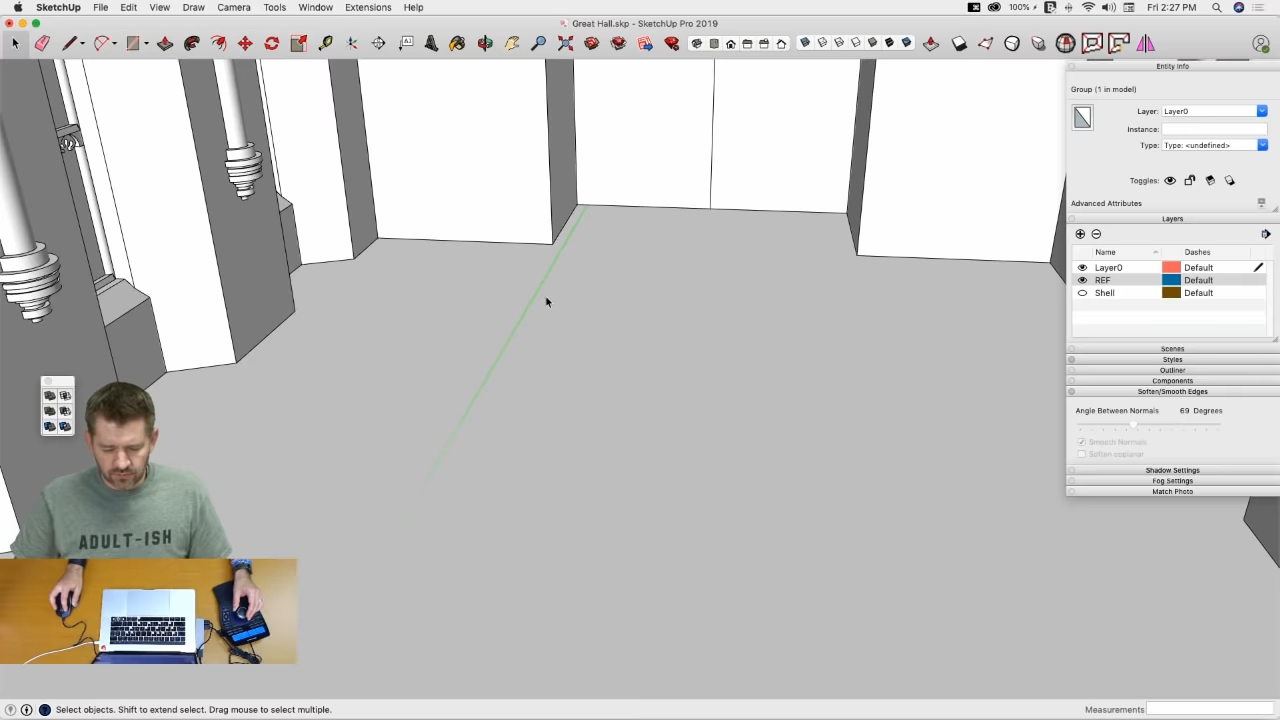 SketchUp File Edit View Draw Camera Tools Window Extensions Help 100% Fri 2:27 PM
Great Hall.skp - SketchUp Pro 2019
Entity Info
Group (1 in model)
Layer: Layer0
Instance:
Type: Type: <undefined>
Toggles:
Advanced Attributes
Layers
Name Dashes
Layer0 Default
REF Default
Shell Default
Scenes
Styles
Outliner
Components
Soften/Smooth Edges
Angle Between Normals 69 Degrees
Smooth Normals
Soften coplanar
Shadow Settings
Fog Settings
Match Photo
ADULT-ISH
Select objects. Shift to extend select. Drag mouse to select multiple.
Measurements